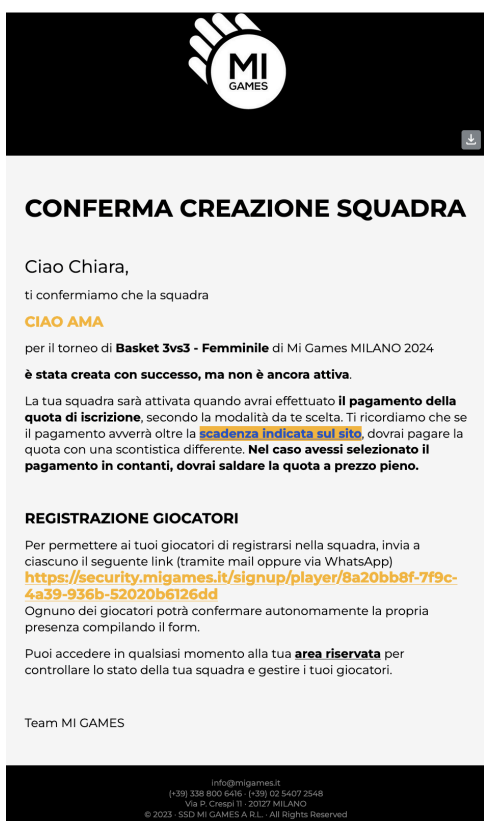 MI
GAMES
CONFERMA CREAZIONE SQUADRA
Ciao Chiara,
ti confermiamo che la squadra
CIAO AMA
per il torneo di Basket 3vs3 - Femminile di Mi Games MILANO 2024
è stata creata con successo, ma non è ancora attiva.
La tua squadra sarà attivata quando avrai effettuato il pagamento della
quota di iscrizione, secondo la modalità da te scelta. Ti ricordiamo che se
il pagamento avverrà oltre la scadenza indicata sul sito, dovrai pagare la
quota con una scontistica differente. Nel caso avessi selezionato il
pagamento in contanti, dovrai saldare la quota a prezzo pieno.
REGISTRAZIONE GIOCATORI
Per permettere ai tuoi giocatori di registrarsi nella squadra, invia a
ciascuno il seguente link (tramite mail oppure via WhatsApp)
https://security.migames.it/signup/player/8a20bb8f-7f9c-
4a39-936b-52020b6126dd
Ognuno dei giocatori potrà confermare autonomamente la propria
presenza compilando il form.
Puoi accedere in qualsiasi momento alla tua area riservata per
controllare lo stato della tua squadra e gestire i tuoi giocatori.
Team MI GAMES
info@migames.it
(+39) 338 800 6416 · (+39) 02 5407 2548
Via P. Crespi 11 · 20127 MILANO
© 2023 · SSD MI GAMES A R.L. · All Rights Reserved